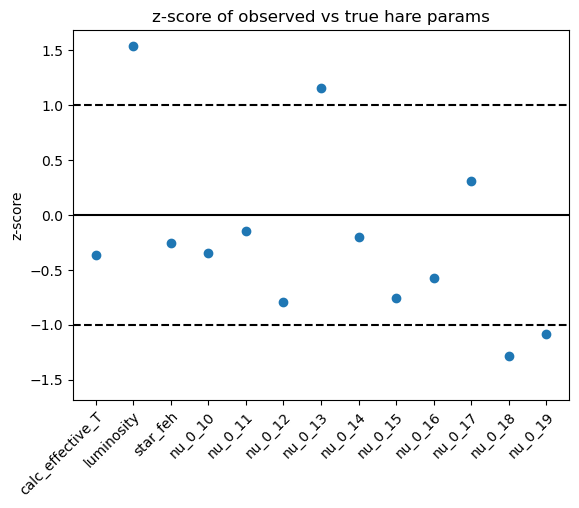 z-score of observed vs true hare params
z-score
1.5
1.0
0.5
0.0
−0.5
−1.0
−1.5
calc_effective_T
luminosity
star_feh
nu_0_10
nu_0_11
nu_0_12
nu_0_13
nu_0_14
nu_0_15
nu_0_16
nu_0_17
nu_0_18
nu_0_19